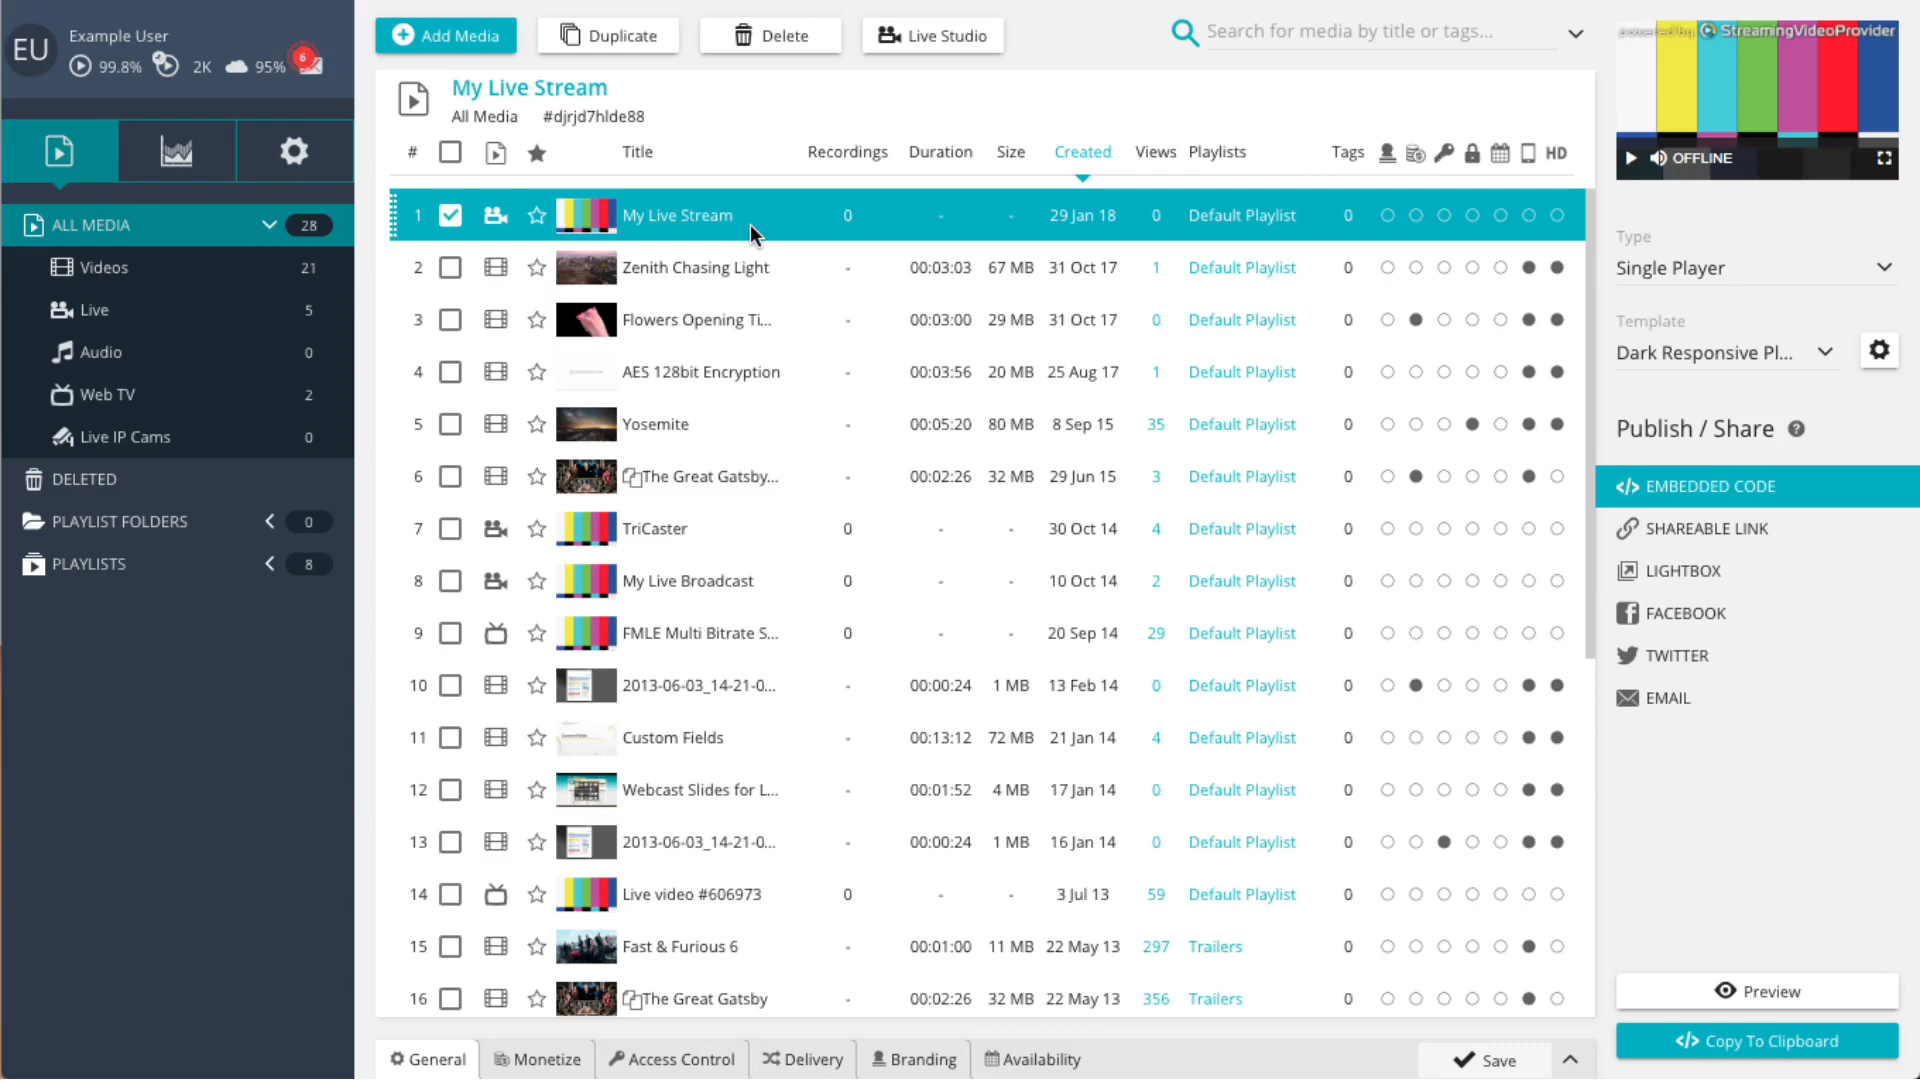 EU
Example User
99.8% 2K 95% 6
ALL MEDIA 28
Videos 21
Live 5
Audio 0
Web TV 2
Live IP Cams 0
DELETED
PLAYLIST FOLDERS 0
PLAYLISTS 8
Add Media Duplicate Delete Live Studio Search for media by title or tags...
My Live Stream
All Media #djrjd7hlde88
# Title Recordings Duration Size Created Views Playlists Tags HD
1 My Live Stream 0 - - 29 Jan 18 0 Default Playlist 0
2 Zenith Chasing Light - 00:03:03 67 MB 31 Oct 17 1 Default Playlist 0
3 Flowers Opening Ti... - 00:03:00 29 MB 31 Oct 17 0 Default Playlist 0
4 AES 128bit Encryption - 00:03:56 20 MB 25 Aug 17 1 Default Playlist 0
5 Yosemite - 00:05:20 80 MB 8 Sep 15 35 Default Playlist 0
6 The Great Gatsby... - 00:02:26 32 MB 29 Jun 15 3 Default Playlist 0
7 TriCaster 0 - - 30 Oct 14 4 Default Playlist 0
8 My Live Broadcast 0 - - 10 Oct 14 2 Default Playlist 0
9 FMLE Multi Bitrate S... 0 - - 20 Sep 14 29 Default Playlist 0
10 2013-06-03_14-21-0... - 00:00:24 1 MB 13 Feb 14 0 Default Playlist 0
11 Custom Fields - 00:13:12 72 MB 21 Jan 14 4 Default Playlist 0
12 Webcast Slides for L... - 00:01:52 4 MB 17 Jan 14 0 Default Playlist 0
13 2013-06-03_14-21-0... - 00:00:24 1 MB 16 Jan 14 0 Default Playlist 0
14 Live video #606973 0 - - 3 Jul 13 59 Default Playlist 0
15 Fast & Furious 6 - 00:01:00 11 MB 22 May 13 297 Trailers 0
16 The Great Gatsby - 00:02:26 32 MB 22 May 13 356 Trailers 0
General Monetize Access Control Delivery Branding Availability Save
powered by StreamingVideoProvider
OFFLINE
Type
Single Player
Template
Dark Responsive Pl...
Publish / Share ?
EMBEDDED CODE
SHAREABLE LINK
LIGHTBOX
FACEBOOK
TWITTER
EMAIL
Preview
Copy To Clipboard